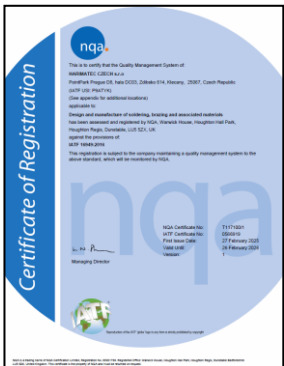 nqa.
Certificate of Registration
This is to certify that the Quality Management System of:
HARIMATEC CZECH s.r.o
PointPark Prague D8, hala DC03, Zdibsko 614, Klecany, 25067, Czech Republic
(See appendix for additional locations)
applicable to
Design and manufacture of soldering, brazing and associated materials
has been assessed and registered by NQA, Warwick House, Houghton Hall Park,
Houghton Regis, Dunstable, LU5 5ZX, UK
against the provisions of:
IATF 16949:2016
This registration is subject to the company maintaining a quality management system to the
above standard, which will be monitored by NQA.
nqa
NQA Certificate No:
IATF Certificate No:
First Issue Date: 27 February 2023
Valid Until: 26 February 2024
Version: 1
Managing Director
IATF